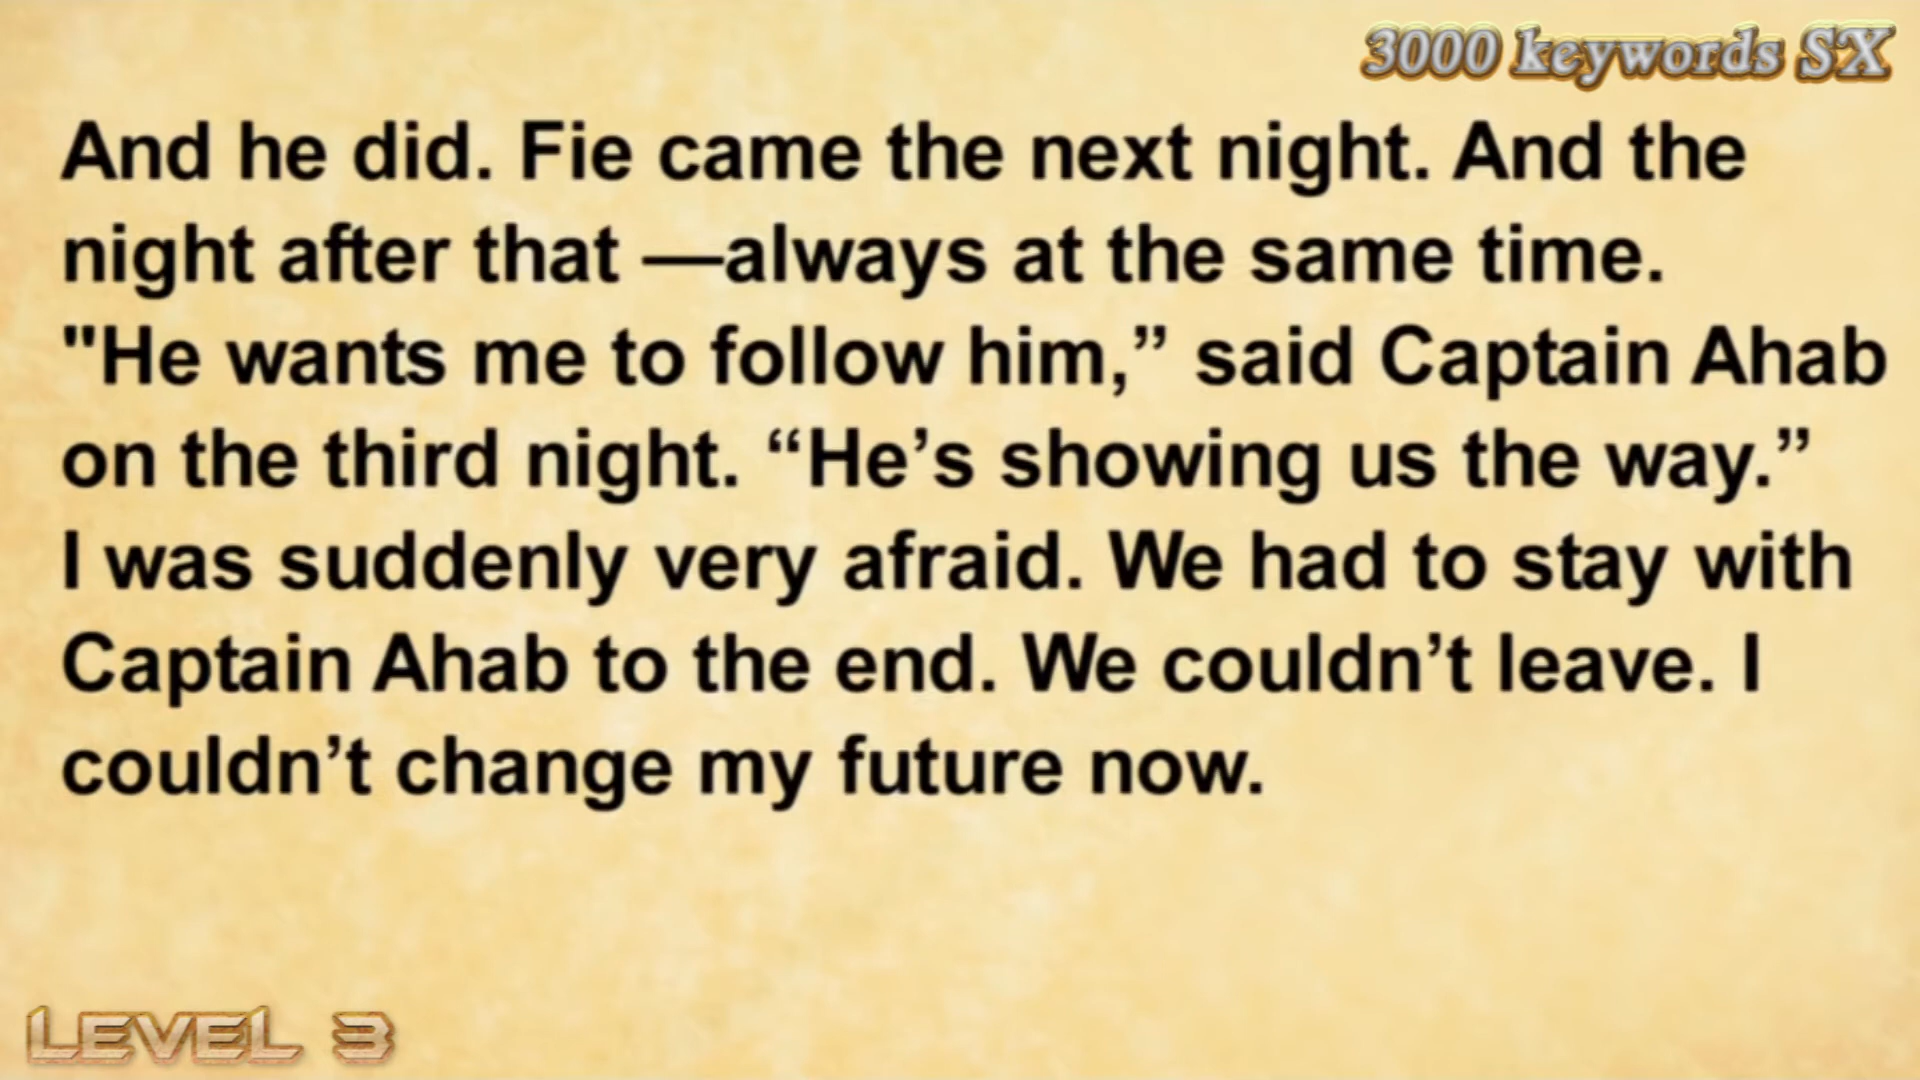 3000 keywords SX
And he did. Fie came the next night. And the
night after that —always at the same time.
"He wants me to follow him,” said Captain Ahab
on the third night. “He’s showing us the way.”
I was suddenly very afraid. We had to stay with
Captain Ahab to the end. We couldn’t leave. I
couldn’t change my future now.
LEVEL 3